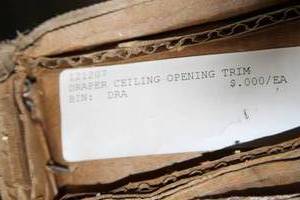 121207
DRAPER CEILING OPENING TRIM
$.000/EA
BIN: DRA